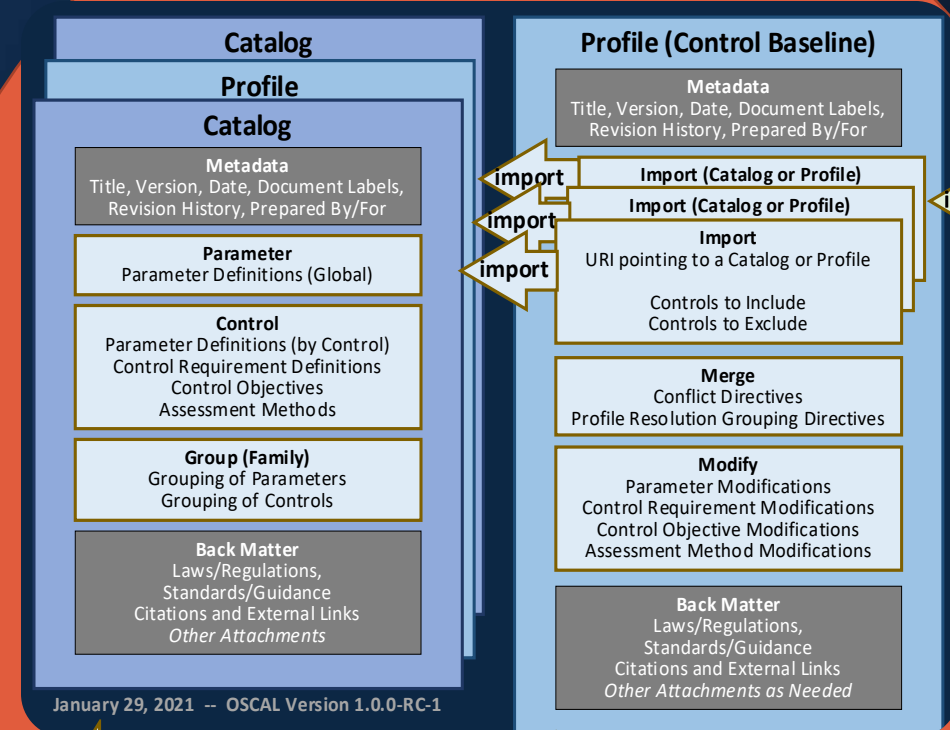 Catalog
Profile
Catalog
Metadata
Title, Version, Date, Document Labels,
Revision History, Prepared By/For
Parameter
Parameter Definitions (Global)
Control
Parameter Definitions (by Control)
Control Requirement Definitions
Control Objectives
Assessment Methods
Group (Family)
Grouping of Parameters
Grouping of Controls
Back Matter
Laws/Regulations,
Standards/Guidance
Citations and External Links
Other Attachments
January 29, 2021 -- OSCAL Version 1.0.0-RC-1
import
import
import
Profile (Control Baseline)
Metadata
Title, Version, Date, Document Labels,
Revision History, Prepared By/For
Import (Catalog or Profile)
Import (Catalog or Profile)
Import
URI pointing to a Catalog or Profile
Controls to Include
Controls to Exclude
Merge
Conflict Directives
Profile Resolution Grouping Directives
Modify
Parameter Modifications
Control Requirement Modifications
Control Objective Modifications
Assessment Method Modifications
Back Matter
Laws/Regulations,
Standards/Guidance
Citations and External Links
Other Attachments as Needed